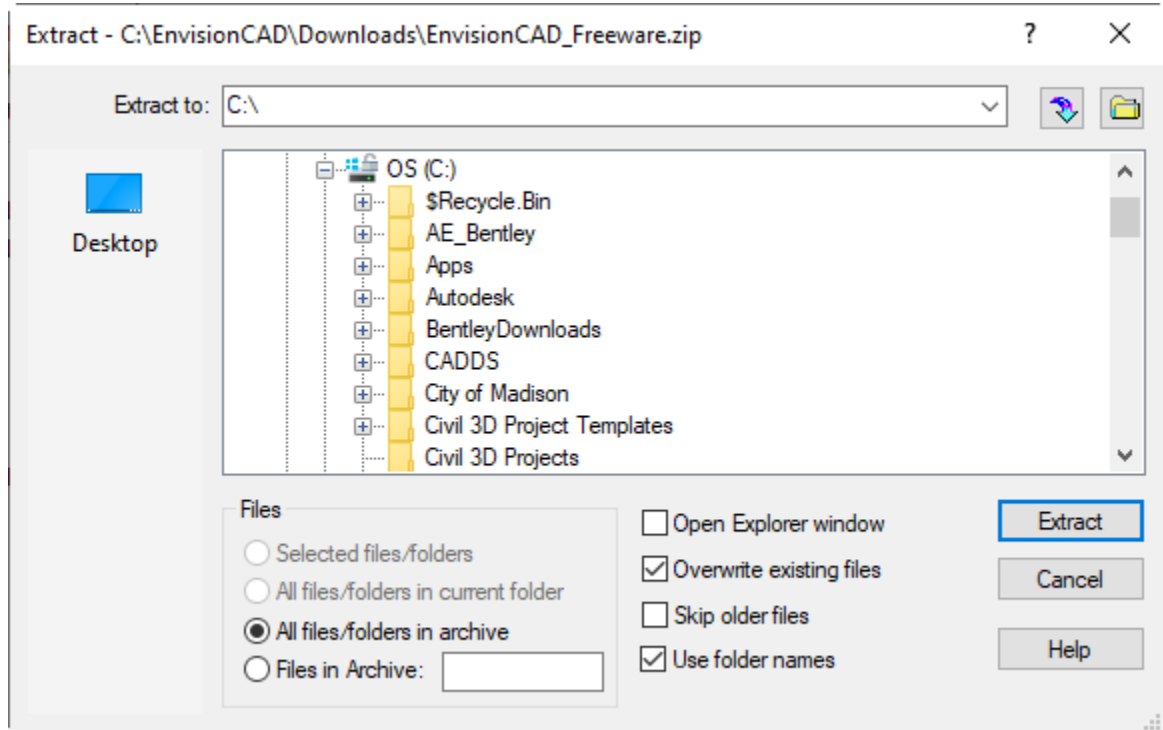 Extract - C:\EnvisionCAD\Downloads\EnvisionCAD_Freeware.zip
Extract to: C:\
Desktop
OS (C:)
$Recycle.Bin
AE_Bentley
Apps
Autodesk
BentleyDownloads
CADDS
City of Madison
Civil 3D Project Templates
Civil 3D Projects
Files
Selected files/folders
All files/folders in current folder
All files/folders in archive
Files in Archive:
Open Explorer window
Overwrite existing files
Skip older files
Use folder names
Extract
Cancel
Help